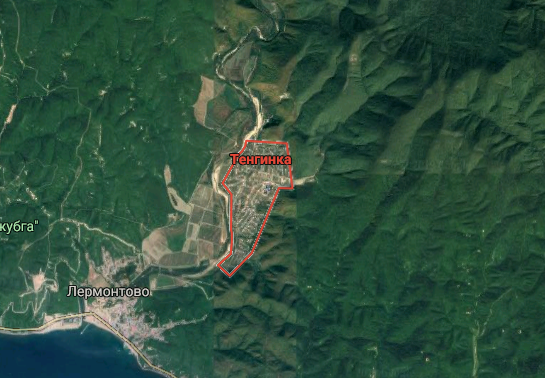 Тенгинка
кубга"
Лермонтово